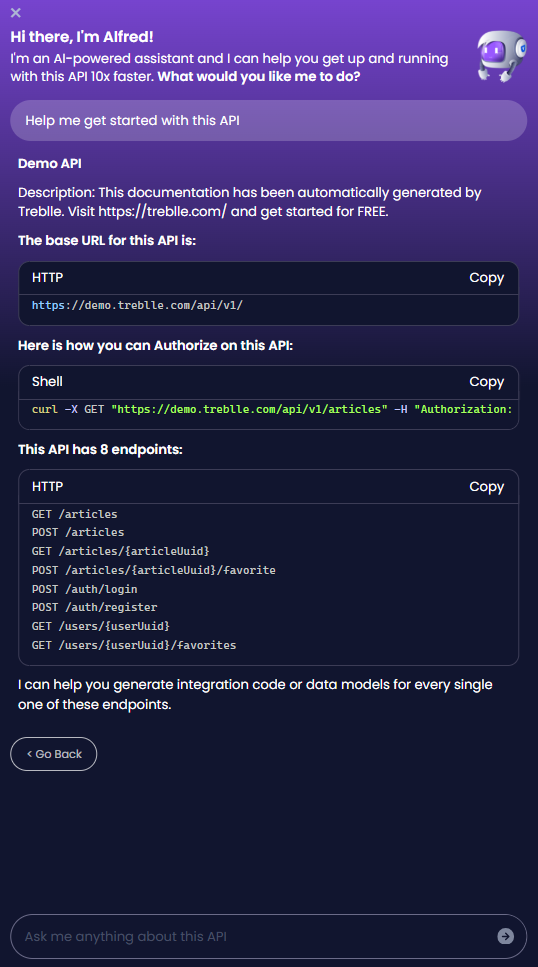 Hi there, I'm Alfred!
I'm an AI-powered assistant and I can help you get up and running
with this API 10x faster. What would you like me to do?
Help me get started with this API
Demo API
Description: This documentation has been automatically generated by
Treblle. Visit https://treblle.com/ and get started for FREE.
The base URL for this API is:
HTTP Copy
https://demo.treblle.com/api/v1/
Here is how you can Authorize on this API:
Shell Copy
curl -X GET "https://demo.treblle.com/api/v1/articles" -H "Authorization:
This API has 8 endpoints:
HTTP Copy
GET /articles
POST /articles
GET /articles/{articleUuid}
POST /articles/{articleUuid}/favorite
POST /auth/login
POST /auth/register
GET /users/{userUuid}
GET /users/{userUuid}/favorites
I can help you generate integration code or data models for every single
one of these endpoints.
< Go Back
Ask me anything about this API